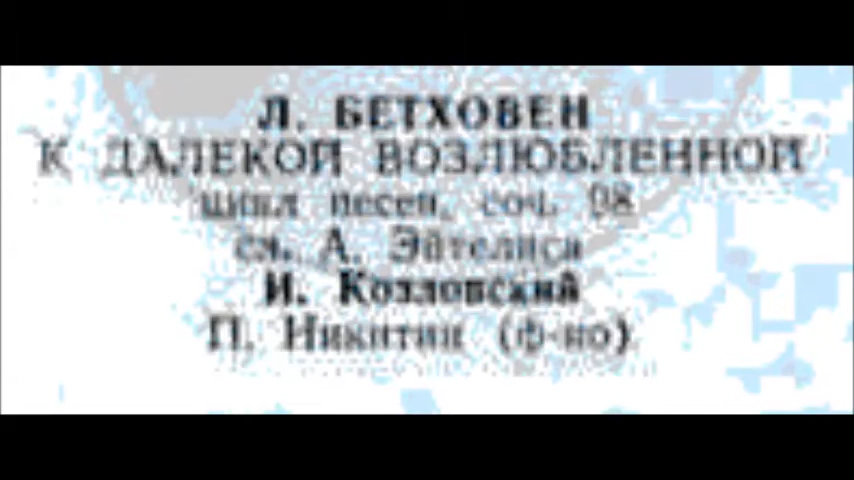 Л. БЕТХОВЕН
К ДАЛЕКОЙ ВОЗЛЮБЛЕННОЙ
цикл песен, соч. 98
сл. А. Эйтелиса
И. Козловский
П. Никитин (ф-но)